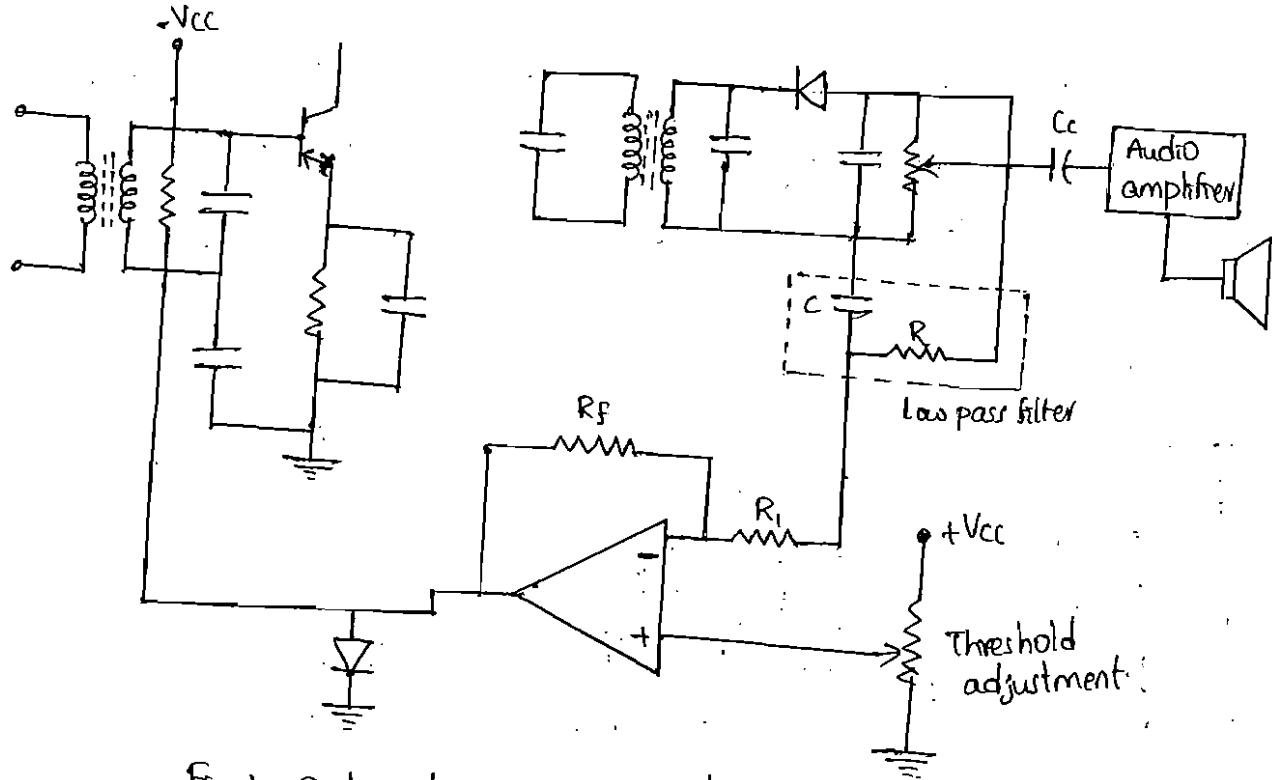 -Vcc
Cc
Audio
amplifier
C
R
Low pass filter
Rf
R1
+Vcc
-
+
Threshold
adjustment